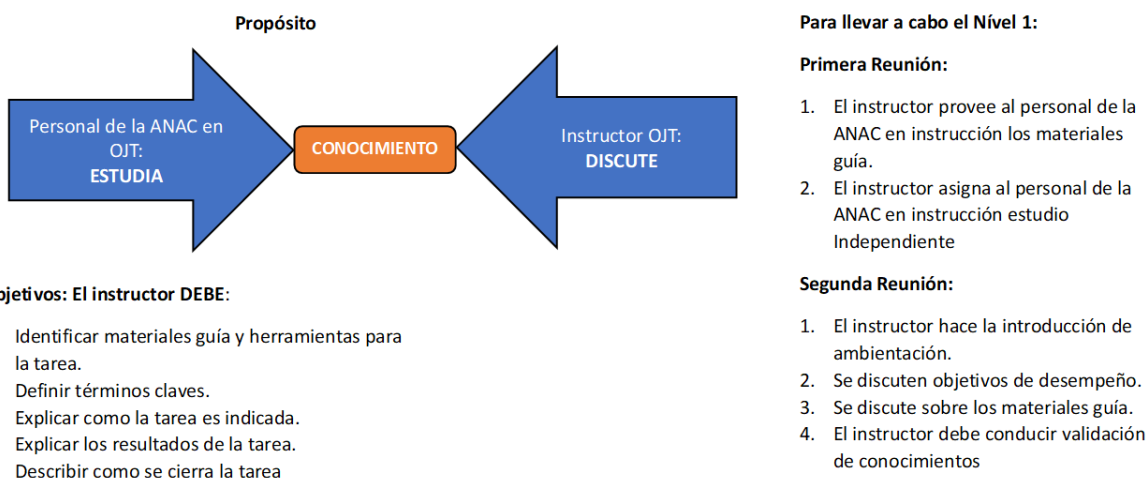 Propósito
Personal de la ANAC en
OJT:
ESTUDIA
CONOCIMIENTO
Instructor OJT:
DISCUTE
bjetivos: El instructor DEBE:
Identificar materiales guía y herramientas para
la tarea.
Definir términos claves.
Explicar como la tarea es indicada.
Explicar los resultados de la tarea.
Describir como se cierra la tarea
Para llevar a cabo el Nível 1:
Primera Reunión:
1. El instructor provee al personal de la
ANAC en instrucción los materiales
guía.
2. El instructor asigna al personal de la
ANAC en instrucción estudio
Independiente
Segunda Reunión:
1. El instructor hace la introducción de
ambientación.
2. Se discuten objetivos de desempeño.
3. Se discute sobre los materiales guía.
4. El instructor debe conducir validación
de conocimientos